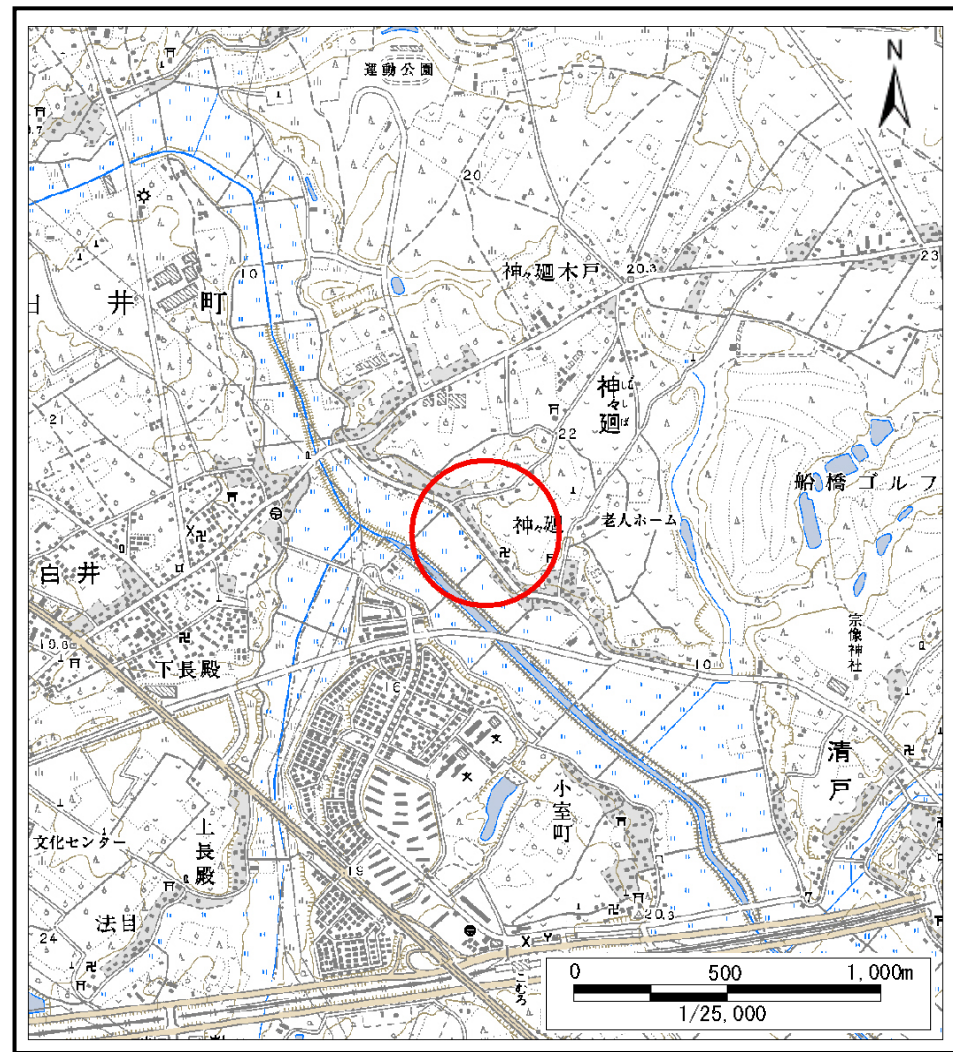 運動公園
N
20
神々廻木戸
20.3
23
10
井
町
21
神々廻
ししば
22
船橋ゴルフ
神々廻
老人ホーム
白井
宗像神社
19.6
下長殿
10
16
清戸
小室町
上長殿
文化センター
19
法目
7
20.3
24
こむろ
0 500 1,000m
1/25,000